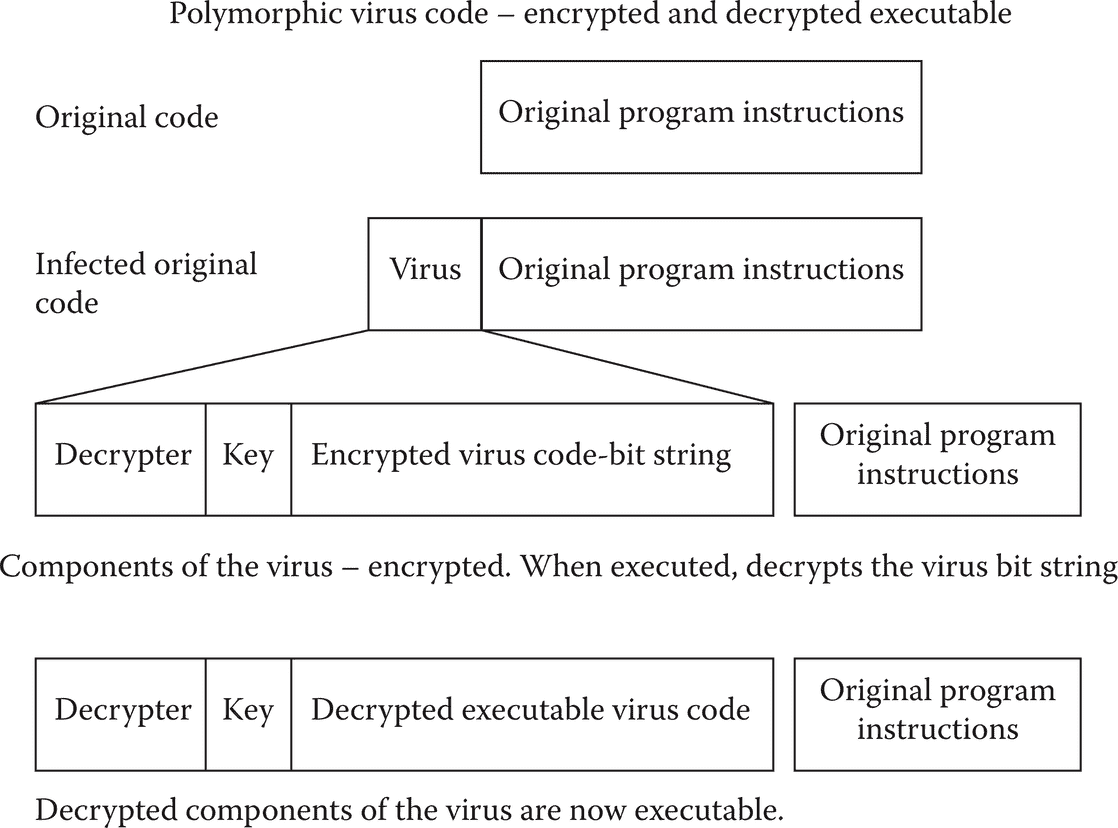 Polymorphic virus code – encrypted and decrypted executable
Original code
Original program instructions
Infected original
code
Virus
Original program instructions
Decrypter
Key
Encrypted virus code-bit string
Original program
instructions
Components of the virus – encrypted. When executed, decrypts the virus bit string
Decrypter
Key
Decrypted executable virus code
Original program
instructions
Decrypted components of the virus are now executable.